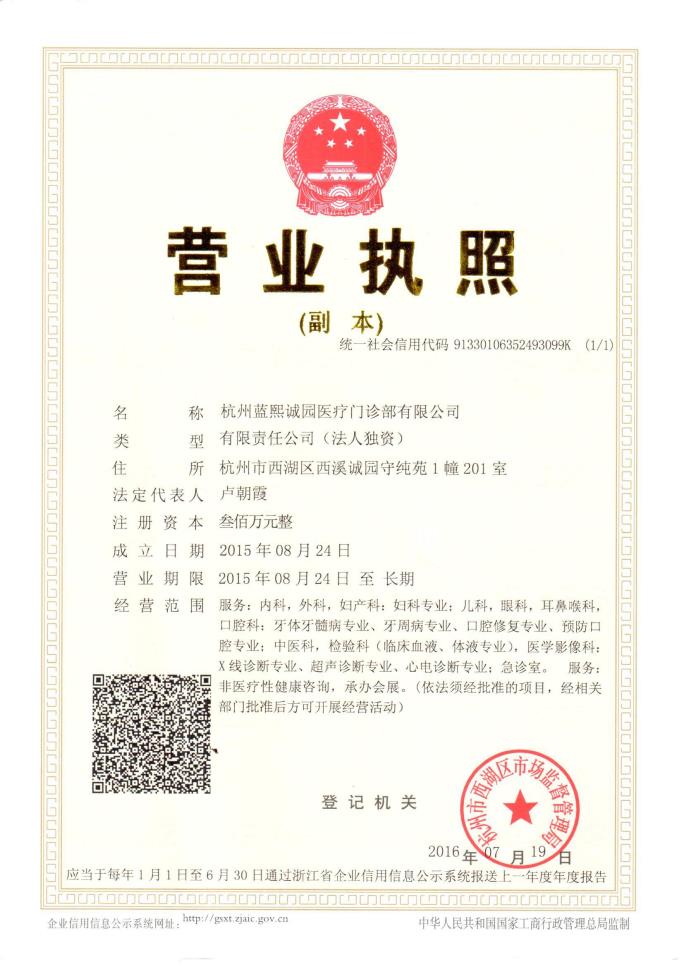 营业执照
(副 本)
统一社会信用代码 91330106352493099K (1/1)
名 称 杭州蓝熙诚园医疗门诊部有限公司
类 型 有限责任公司（法人独资）
住 所 杭州市西湖区西溪诚园守纯苑1幢201室
法定代表人 卢朝霞
注册资本 叁佰万元整
成立日期 2015年08月24日
营业期限 2015年08月24日 至 长期
经营范围 服务：内科，外科，妇产科：妇科专业；儿科，眼科，耳鼻喉科，
口腔科：牙体牙髓病专业、牙周病专业、口腔修复专业、预防口
腔专业；中医科，检验科（临床血液、体液专业），医学影像科：
X线诊断专业、超声诊断专业、心电诊断专业；急诊室。 服务：
非医疗性健康咨询，承办会展。(依法须经批准的项目，经相关
部门批准后方可开展经营活动）
杭州市西湖区市场监督管理局
登记机关
2016年07月19日
应当于每年1月1日至6月30日通过浙江省企业信用信息公示系统报送上一年度年度报告
企业信用信息公示系统网址：http://gsxt.zjaic.gov.cn
中华人民共和国国家工商行政管理总局监制